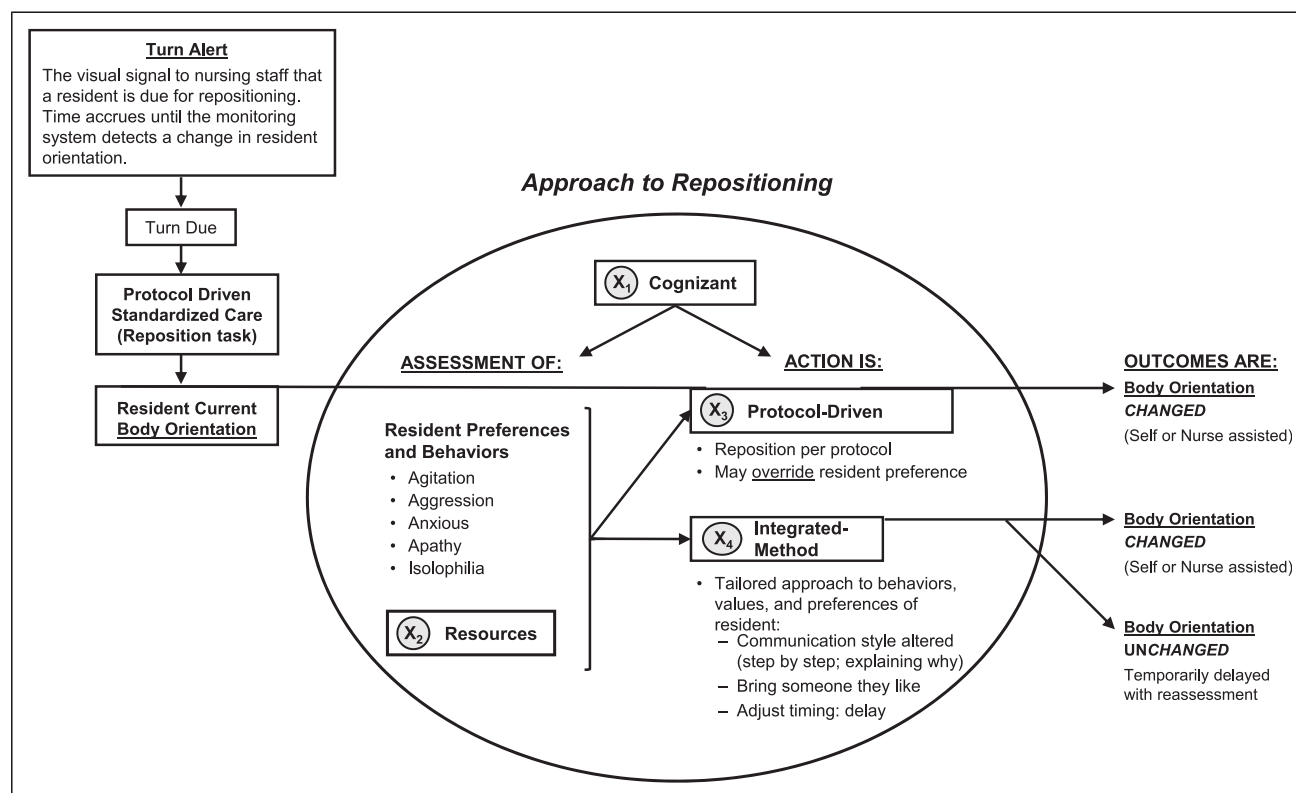 Turn Alert
The visual signal to nursing staff that
a resident is due for repositioning.
Time accrues until the monitoring
system detects a change in resident
orientation.
Turn Due
Protocol Driven
Standardized Care
(Reposition task)
Resident Current
Body Orientation
Approach to Repositioning
X1 Cognizant
ASSESSMENT OF:
Resident Preferences
and Behaviors
• Agitation
• Aggression
• Anxious
• Apathy
• Isolophilia
X2 Resources
ACTION IS:
X3 Protocol-Driven
• Reposition per protocol
• May override resident preference
X4 Integrated-
Method
• Tailored approach to behaviors,
values, and preferences of
resident:
– Communication style altered
(step by step; explaining why)
– Bring someone they like
– Adjust timing: delay
OUTCOMES ARE:
Body Orientation
CHANGED
(Self or Nurse assisted)
Body Orientation
CHANGED
(Self or Nurse assisted)
Body Orientation
UNCHANGED
Temporarily delayed
with reassessment